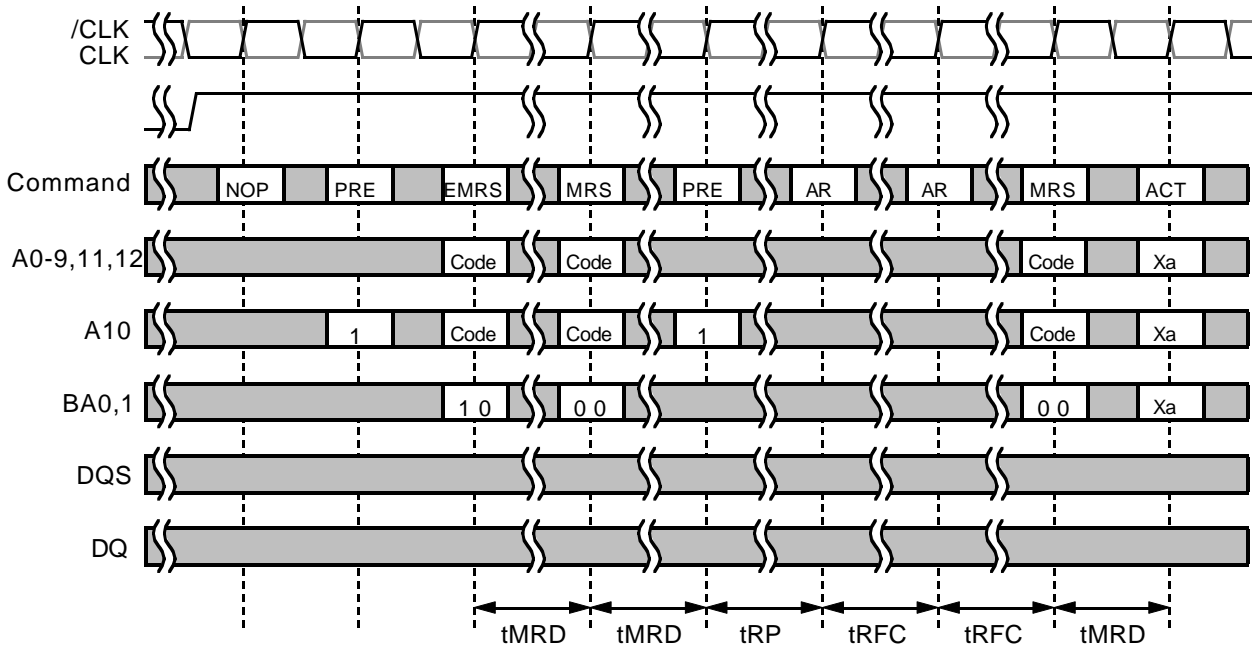 /CLK
CLK
Command NOP PRE EMRS MRS PRE AR AR MRS ACT
A0-9,11,12 Code Code Code Xa
A10 1 Code Code 1 Code Xa
BA0,1 1 0 0 0 0 0 Xa
DQS
DQ
tMRD tMRD tRP tRFC tRFC tMRD